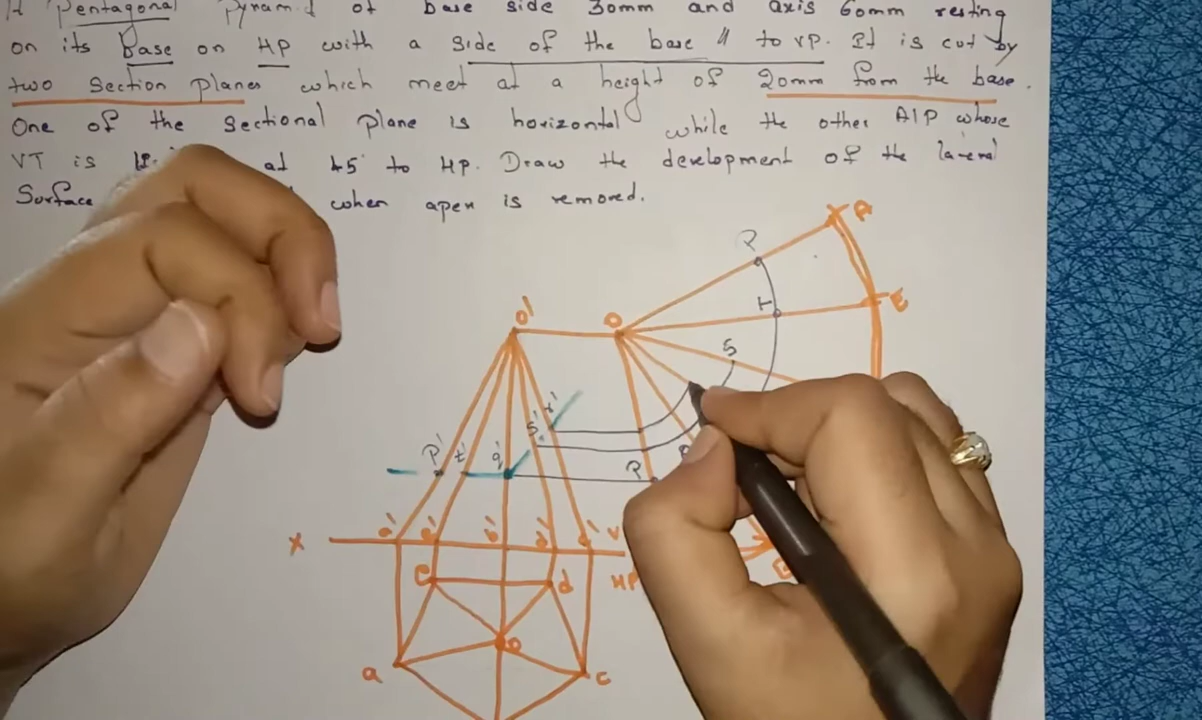 Pentagonal Pyramid of base side 30mm and axis 60mm resting
on its Base on HP with a side of the base || to VP. It is cut by
two Section planes which meet at a height of 20mm from the base.
One of the sectional plane is horizontal while the other AIP whose
VT is at 45° to HP. Draw the development of the lateral
Surface when apex is removed.
P A
T E
O' O
S
r'
S'
P' t' q' P
X a' e' b' d' c' V
HP
e d
o
a c